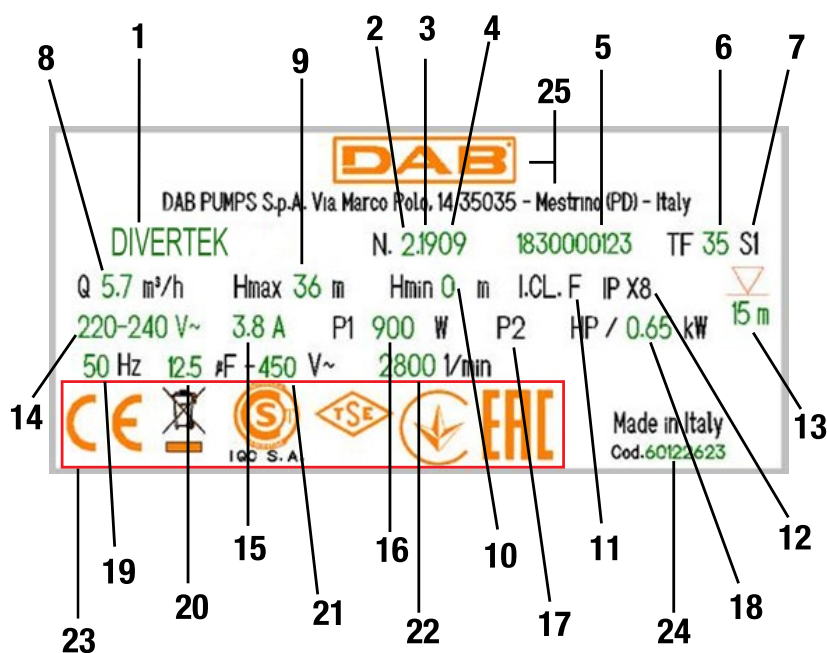 1 2 3 4 5 6 7
8 9 25
DAB
DAB PUMPS S.p.A. Via Marco Polo, 14 35035 - Mestrino (PD) - Italy
DIVERTEK N. 2.1909 1830000123 TF 35 S1
Q 5.7 m³/h Hmax 36 m Hmin 0 m I.CL. F IP X8
220-240 V~ 3.8 A P1 900 W P2 HP / 0.65 kW 15 m
50 Hz 12.5 µF - 450 V~ 2800 1/min
CE S T TSE EAC
IQC S.A.
Made in Italy
Cod. 60122623
14 13
15 16 10 11 12
19 20 21 22 17 18
23 24